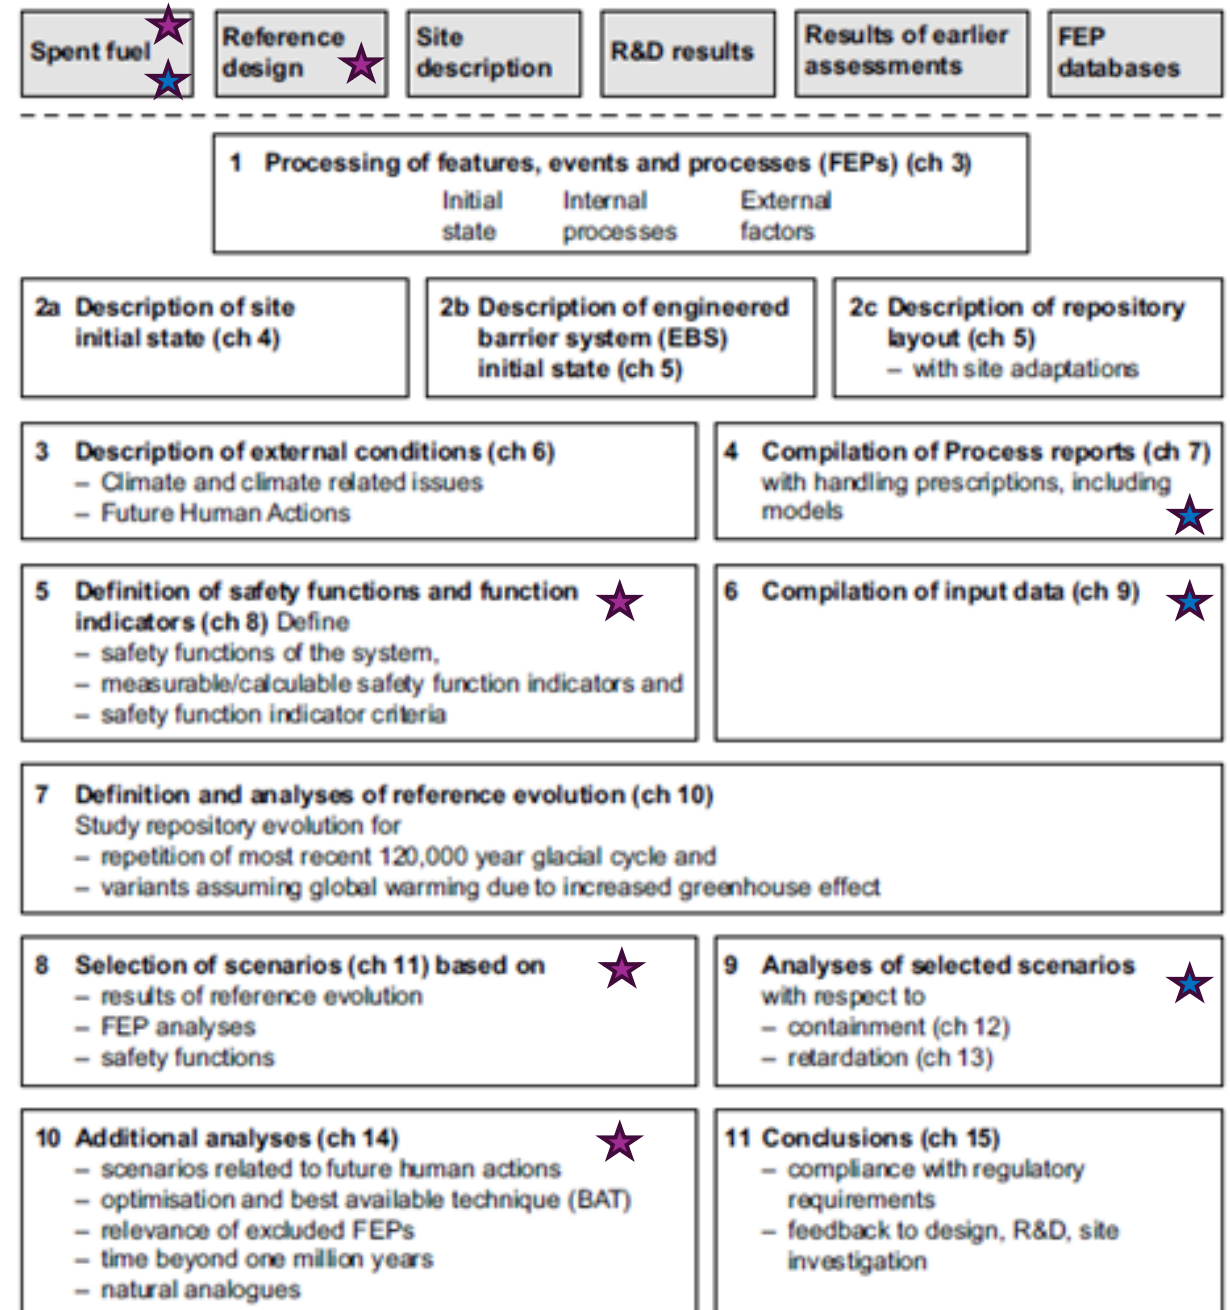 Spent fuel
Reference
design
Site
description
R&D results
Results of earlier
assessments
FEP
databases
1 Processing of features, events and processes (FEPs) (ch 3)
Initial
state
Internal
processes
External
factors
2a Description of site
initial state (ch 4)
2b Description of engineered
barrier system (EBS)
initial state (ch 5)
2c Description of repository
layout (ch 5)
– with site adaptations
3 Description of external conditions (ch 6)
– Climate and climate related issues
– Future Human Actions
4 Compilation of Process reports (ch 7)
with handling prescriptions, including
models
5 Definition of safety functions and function
indicators (ch 8) Define
– safety functions of the system,
– measurable/calculable safety function indicators and
– safety function indicator criteria
6 Compilation of input data (ch 9)
7 Definition and analyses of reference evolution (ch 10)
Study repository evolution for
– repetition of most recent 120,000 year glacial cycle and
– variants assuming global warming due to increased greenhouse effect
8 Selection of scenarios (ch 11) based on
– results of reference evolution
– FEP analyses
– safety functions
9 Analyses of selected scenarios
with respect to
– containment (ch 12)
– retardation (ch 13)
10 Additional analyses (ch 14)
– scenarios related to future human actions
– optimisation and best available technique (BAT)
– relevance of excluded FEPs
– time beyond one million years
– natural analogues
11 Conclusions (ch 15)
– compliance with regulatory
requirements
– feedback to design, R&D, site
investigation